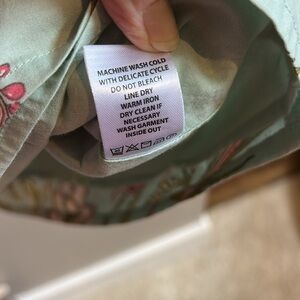 MACHINE WASH COLD
WITH DELICATE CYCLE
DO NOT BLEACH
LINE DRY
WARM IRON
DRY CLEAN IF
NECESSARY
WASH GARMENT
INSIDE OUT